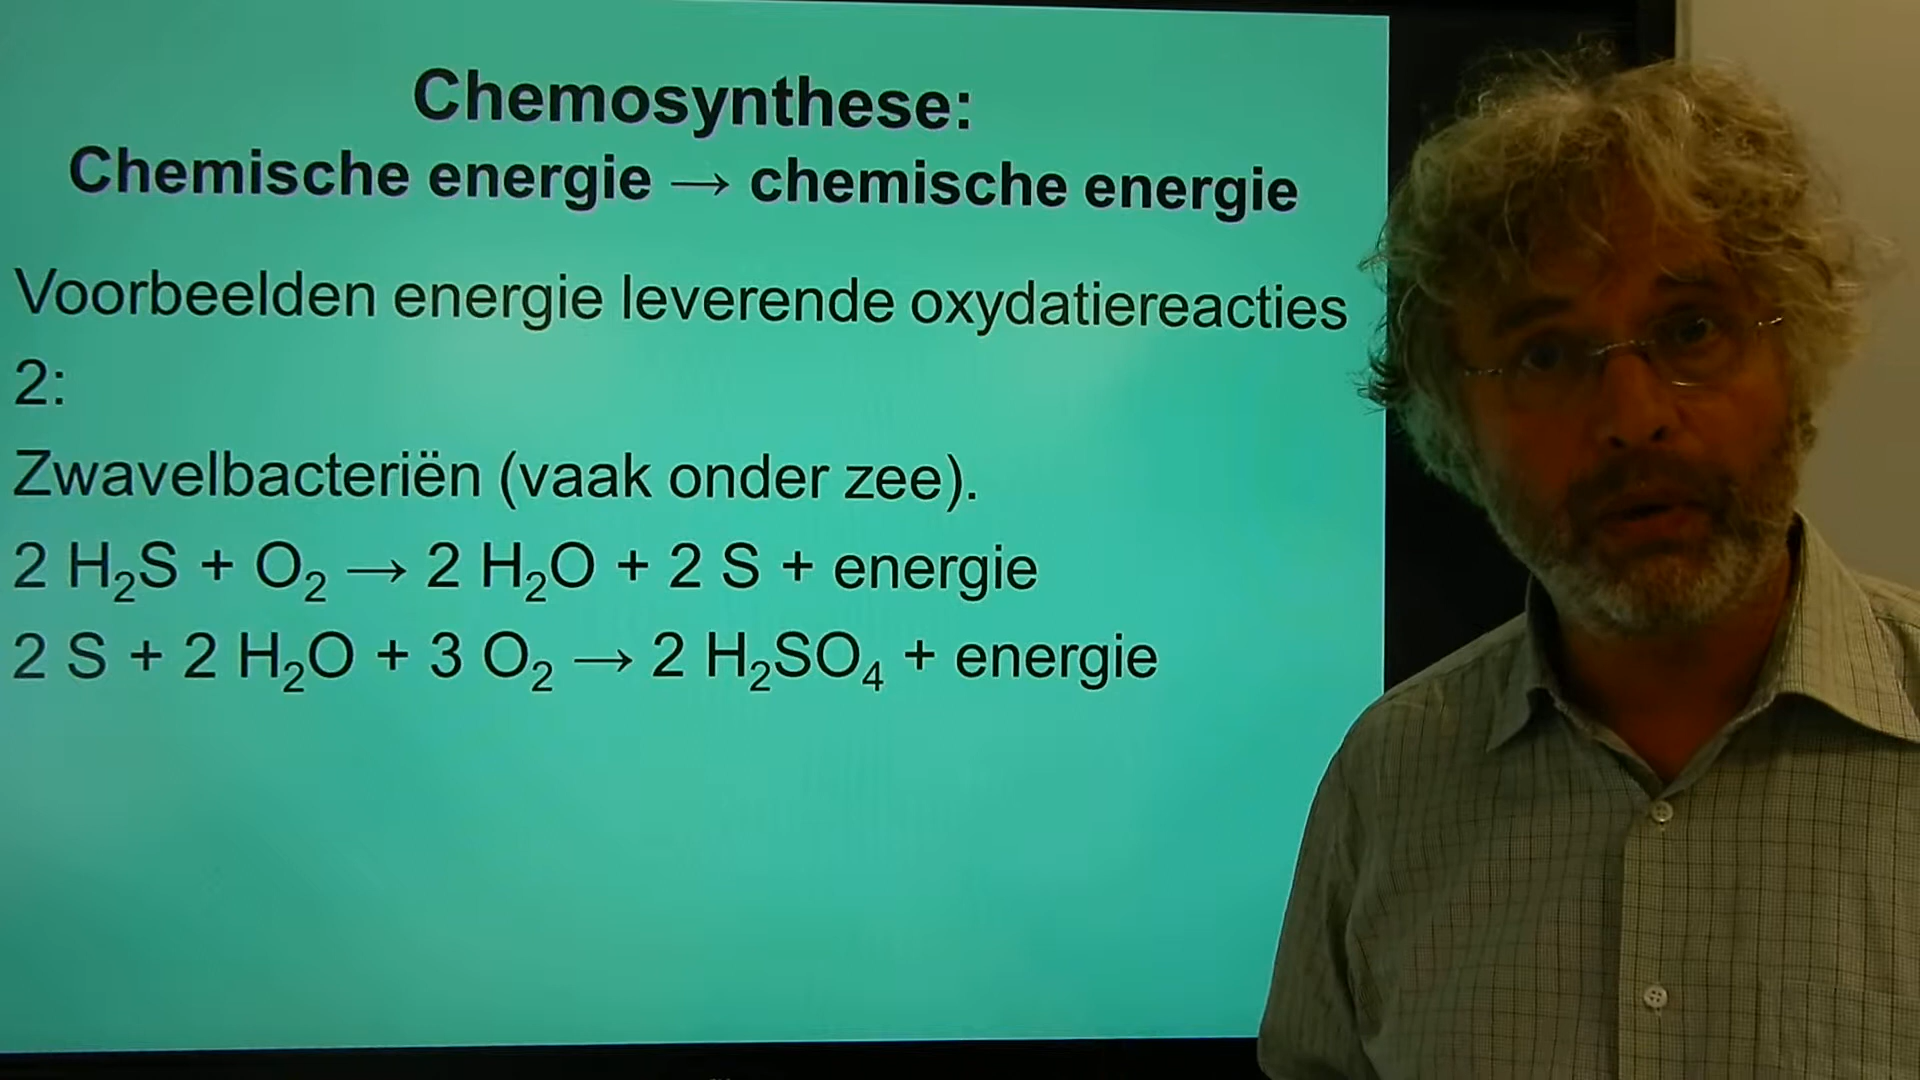 Chemosynthese:
Chemische energie → chemische energie
Voorbeelden energie leverende oxydatiereacties
2:
Zwavelbacteriën (vaak onder zee).
2 H₂S + O₂ → 2 H₂O + 2 S + energie
2 S + 2 H₂O + 3 O₂ → 2 H₂SO₄ + energie